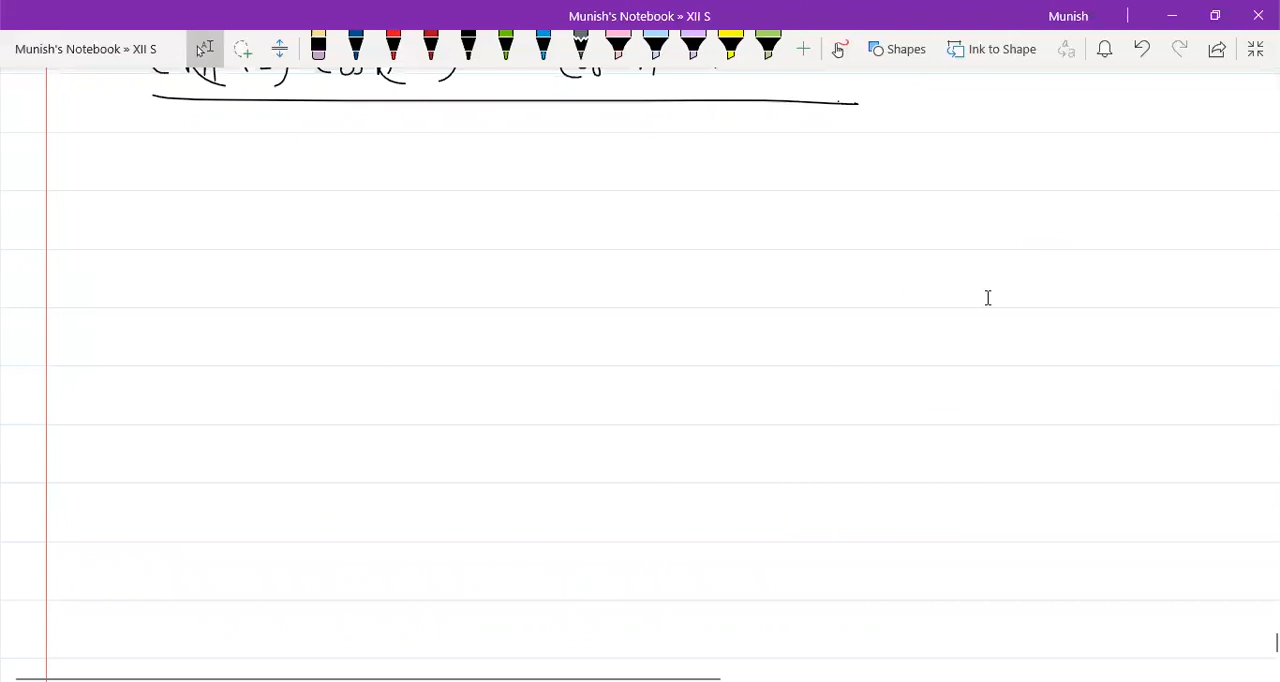 Munish's Notebook » XII S
Munish
Munish's Notebook » XII S
Shapes
Ink to Shape